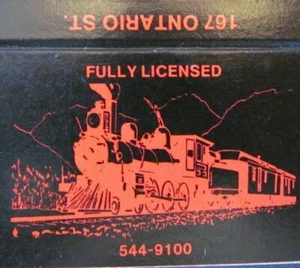 167 ONTARIO ST.
FULLY LICENSED
544-9100